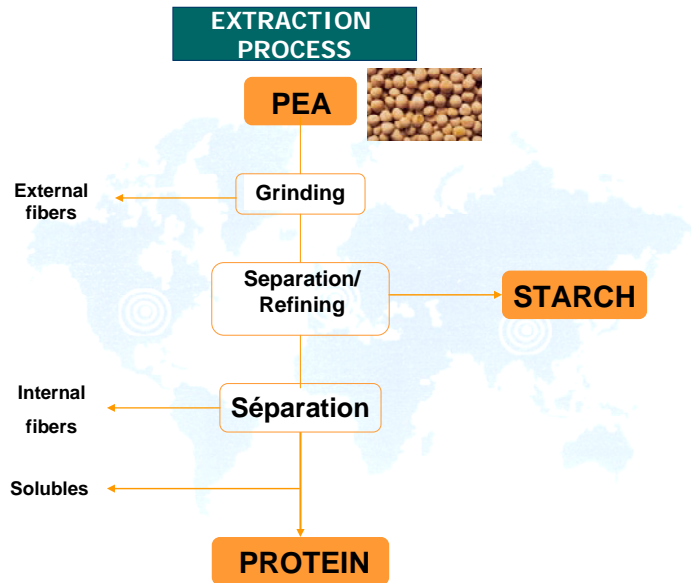 EXTRACTION
PROCESS
PEA
External
fibers
Grinding
Separation/
Refining
STARCH
Internal
fibers
Séparation
Solubles
PROTEIN